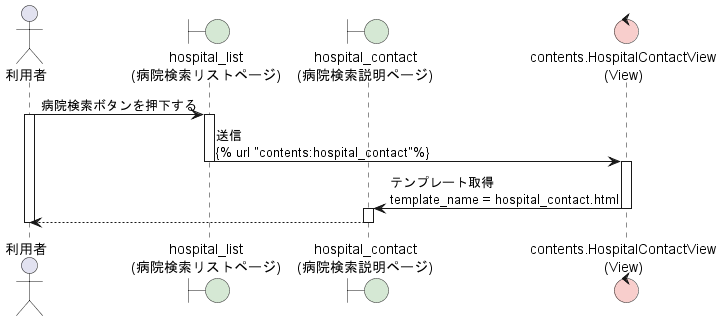 hospital_list
hospital_contact
contents.HospitalContactView
利用者
(病院検索リストページ)
(病院検索説明ページ)
(View)
病院検索ボタンを押下する
送信
{% url "contents:hospital_contact"%}
テンプレート取得
template_name = hospital_contact.html
利用者
hospital_list
hospital_contact
contents.HospitalContactView
(病院検索リストページ)
(病院検索説明ページ)
(View)